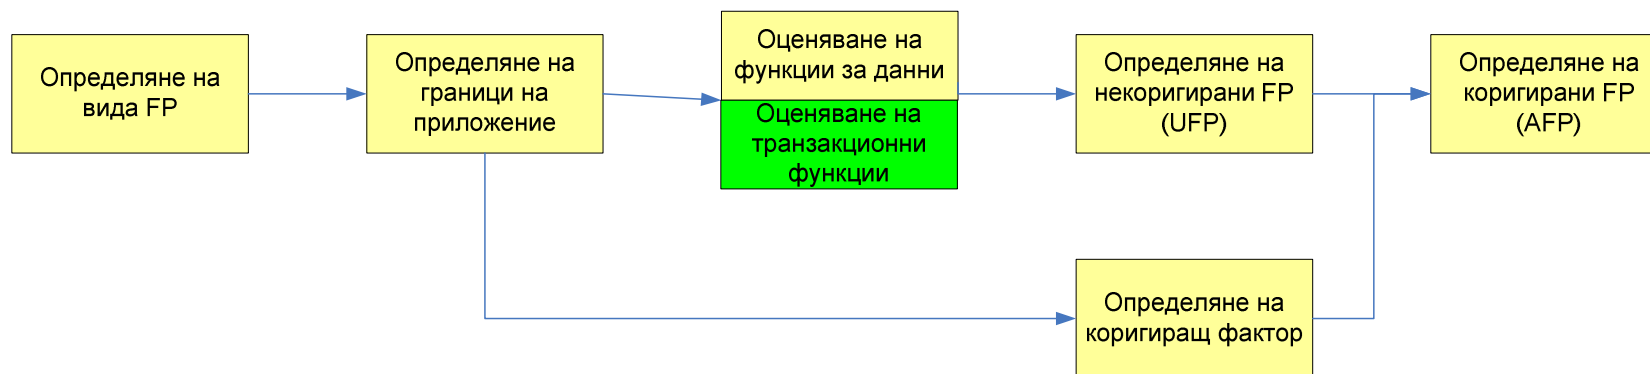 Определяне на
вида FP
Определяне на
граници на
приложение
Оценяване на
функции за данни
Оценяване на
транзакционни
функции
Определяне на
некоригирани FP
(UFP)
Определяне на
коригирани FP
(AFP)
Определяне на
коригиращ фактор